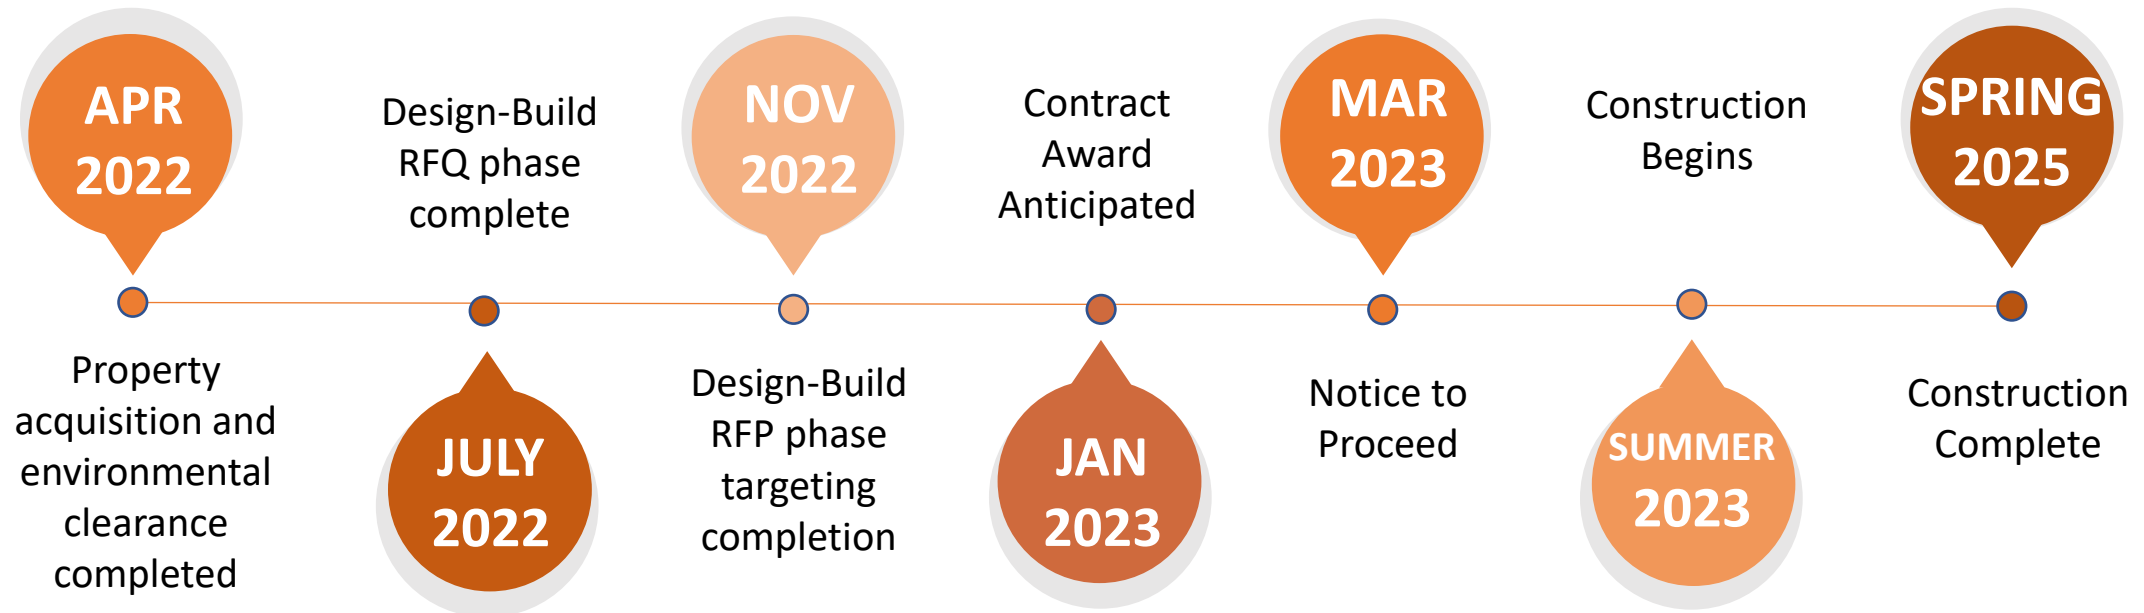 APR
2022
Property
acquisition and
environmental
clearance
completed
Design-Build
RFQ phase
complete
JULY
2022
NOV
2022
Design-Build
RFP phase
targeting
completion
Contract
Award
Anticipated
JAN
2023
MAR
2023
Notice to
Proceed
Construction
Begins
SUMMER
2023
SPRING
2025
Construction
Complete